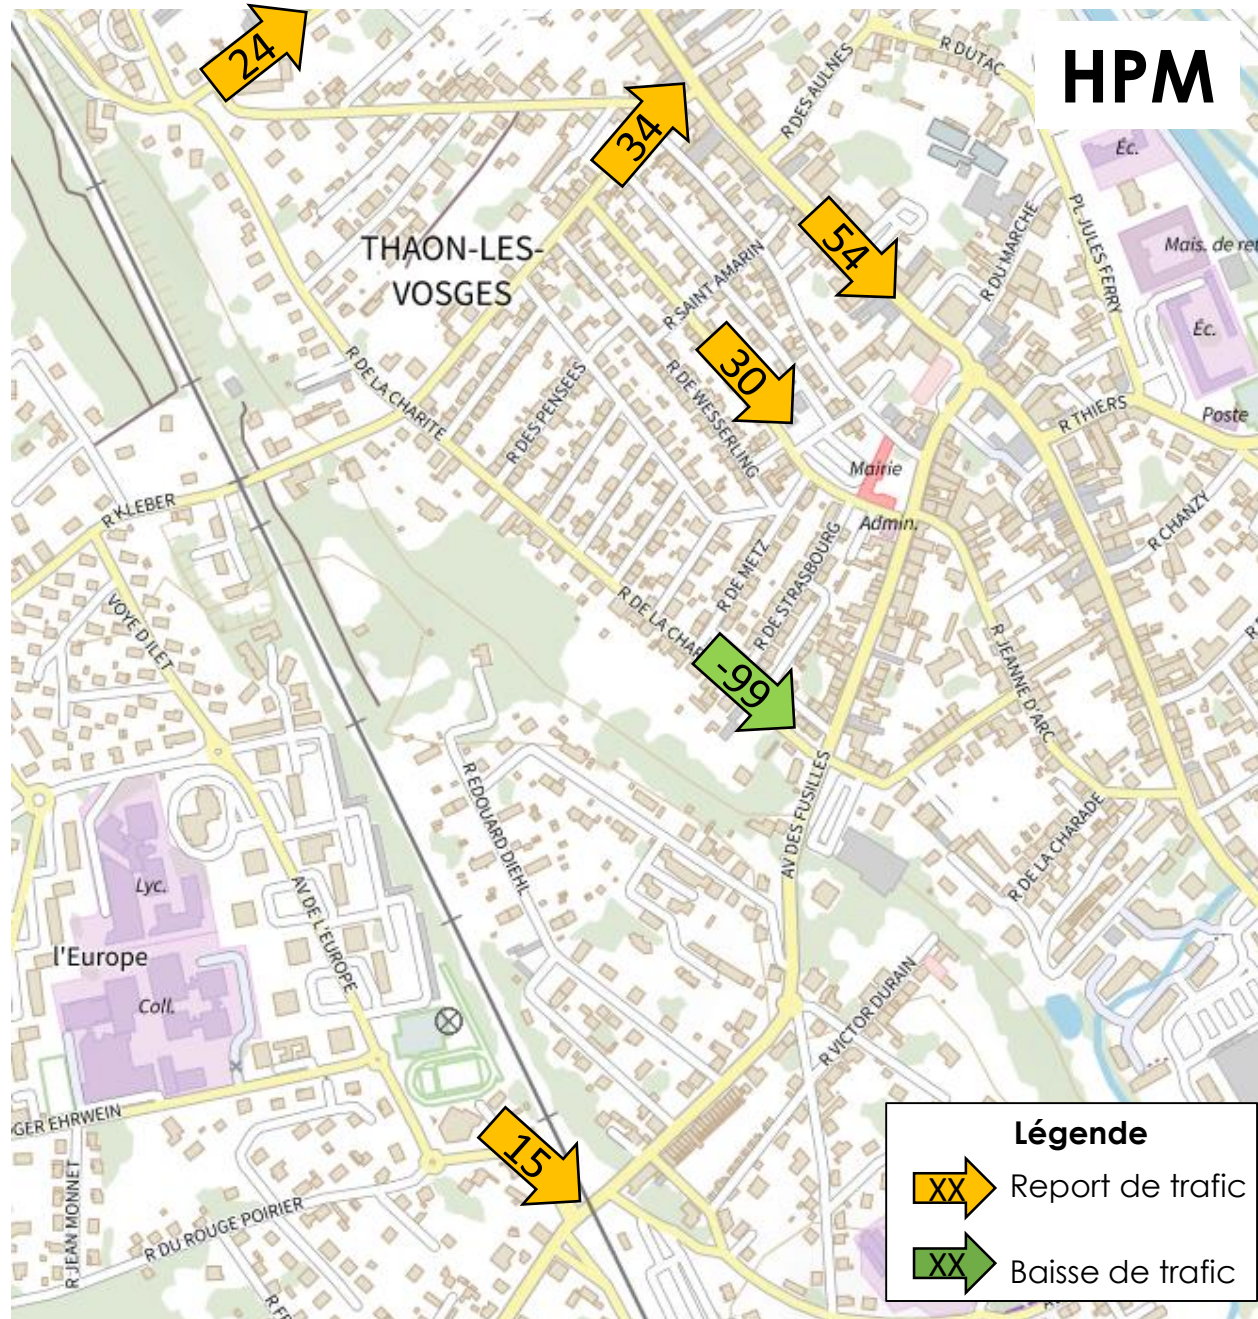 HPM
24
34
54
30
-99
15
R DUTAC
R DES AULNES
Éc.
THAON-LES-
VOSGES
R SAINT AMARIN
R DU MARCHE
PL JULES FERRY
Mais. de ret
Éc.
R DE LA CHARITE
R DES PENSEES
R DE WESSERLING
R THIERS
Poste
Mairie
Admin.
R KLEBER
R CHANZY
R DE METZ
R DE STRASBOURG
VOYE D'ILET
R DE LA CHAR
R JEANNE D'ARC
R EDOUARD DIEHL
AV DES FUSILLES
R DE LA CHARADE
Lyc.
AV DE L'EUROPE
l'Europe
Coll.
R VICTOR DURAIN
GER EHRWEIN
R JEAN MONNET
R DU ROUGE POIRIER
Légende
XX Report de trafic
XX Baisse de trafic